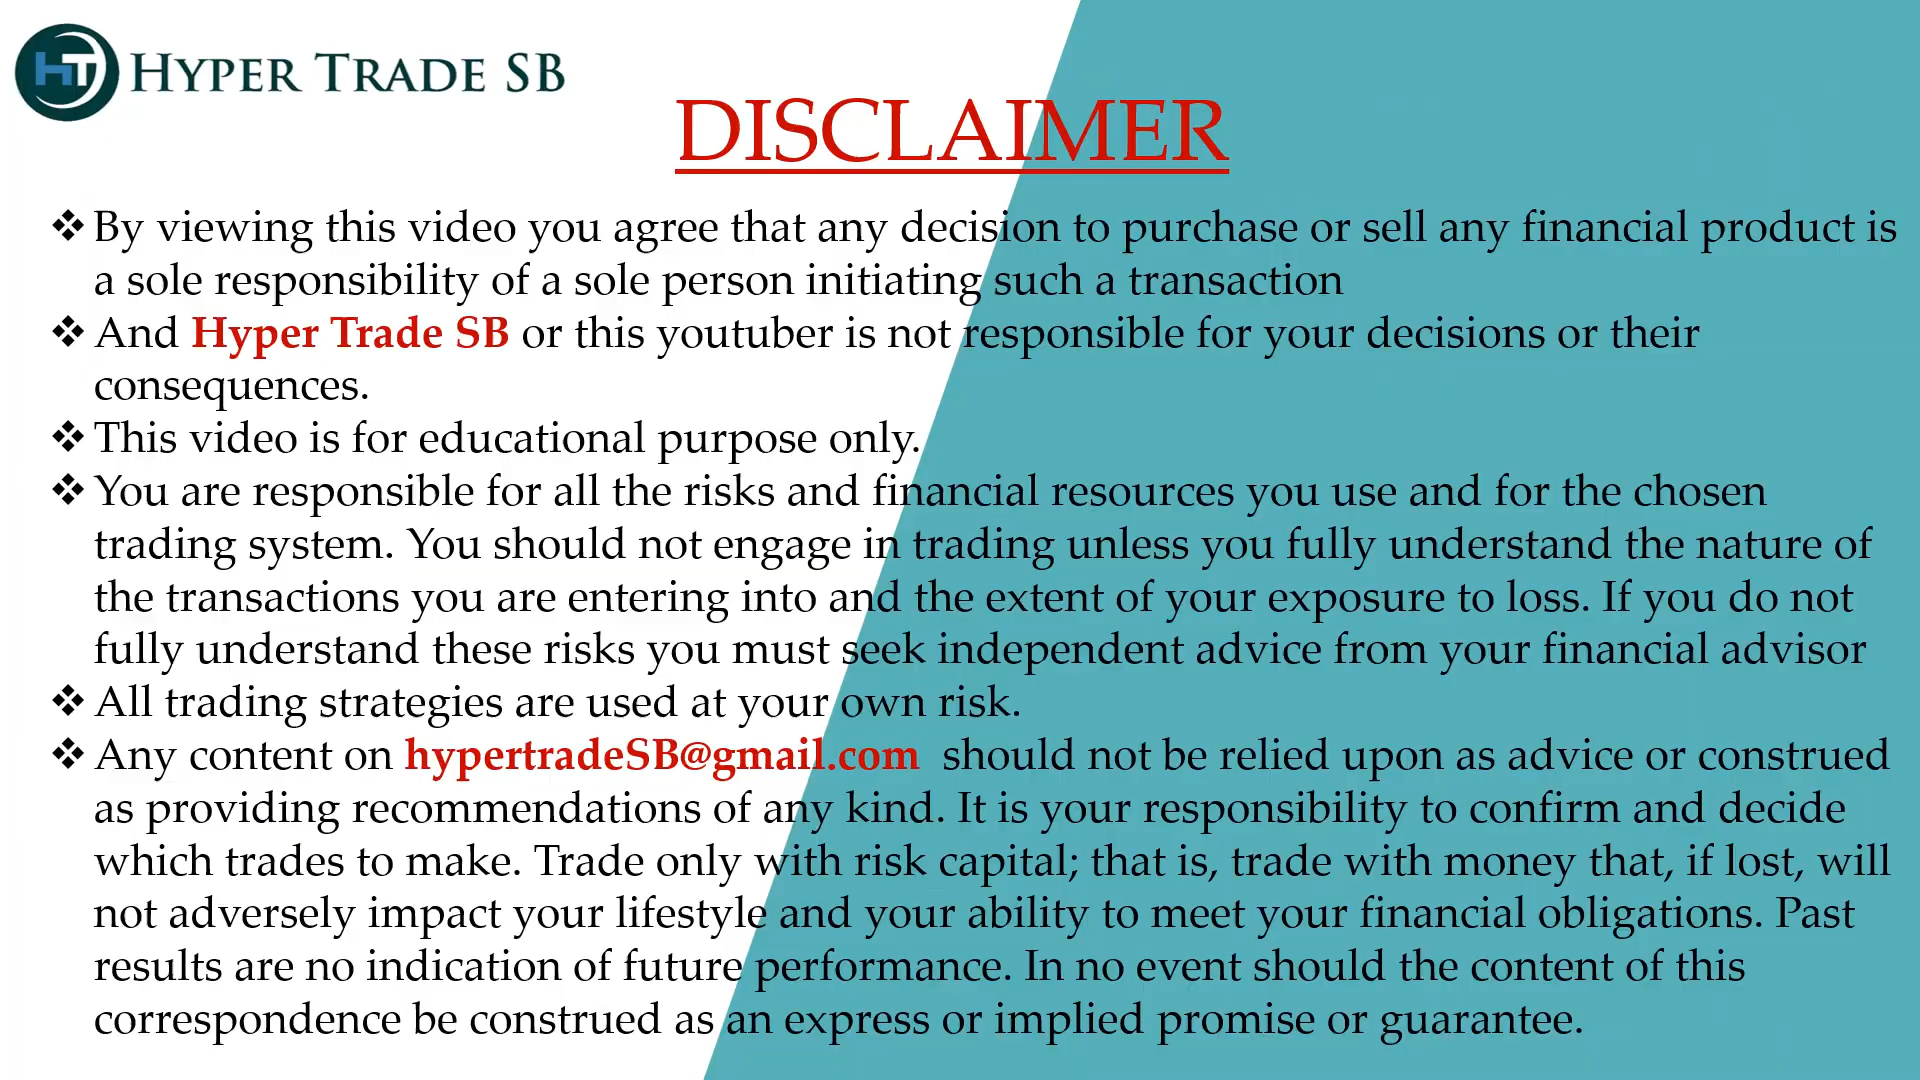 HT HYPER TRADE SB
DISCLAIMER
❖ By viewing this video you agree that any decision to purchase or sell any financial product is
a sole responsibility of a sole person initiating such a transaction
❖ And Hyper Trade SB or this youtuber is not responsible for your decisions or their
consequences.
❖ This video is for educational purpose only.
❖ You are responsible for all the risks and financial resources you use and for the chosen
trading system. You should not engage in trading unless you fully understand the nature of
the transactions you are entering into and the extent of your exposure to loss. If you do not
fully understand these risks you must seek independent advice from your financial advisor
❖ All trading strategies are used at your own risk.
❖ Any content on hypertradeSB@gmail.com should not be relied upon as advice or construed
as providing recommendations of any kind. It is your responsibility to confirm and decide
which trades to make. Trade only with risk capital; that is, trade with money that, if lost, will
not adversely impact your lifestyle and your ability to meet your financial obligations. Past
results are no indication of future performance. In no event should the content of this
correspondence be construed as an express or implied promise or guarantee.